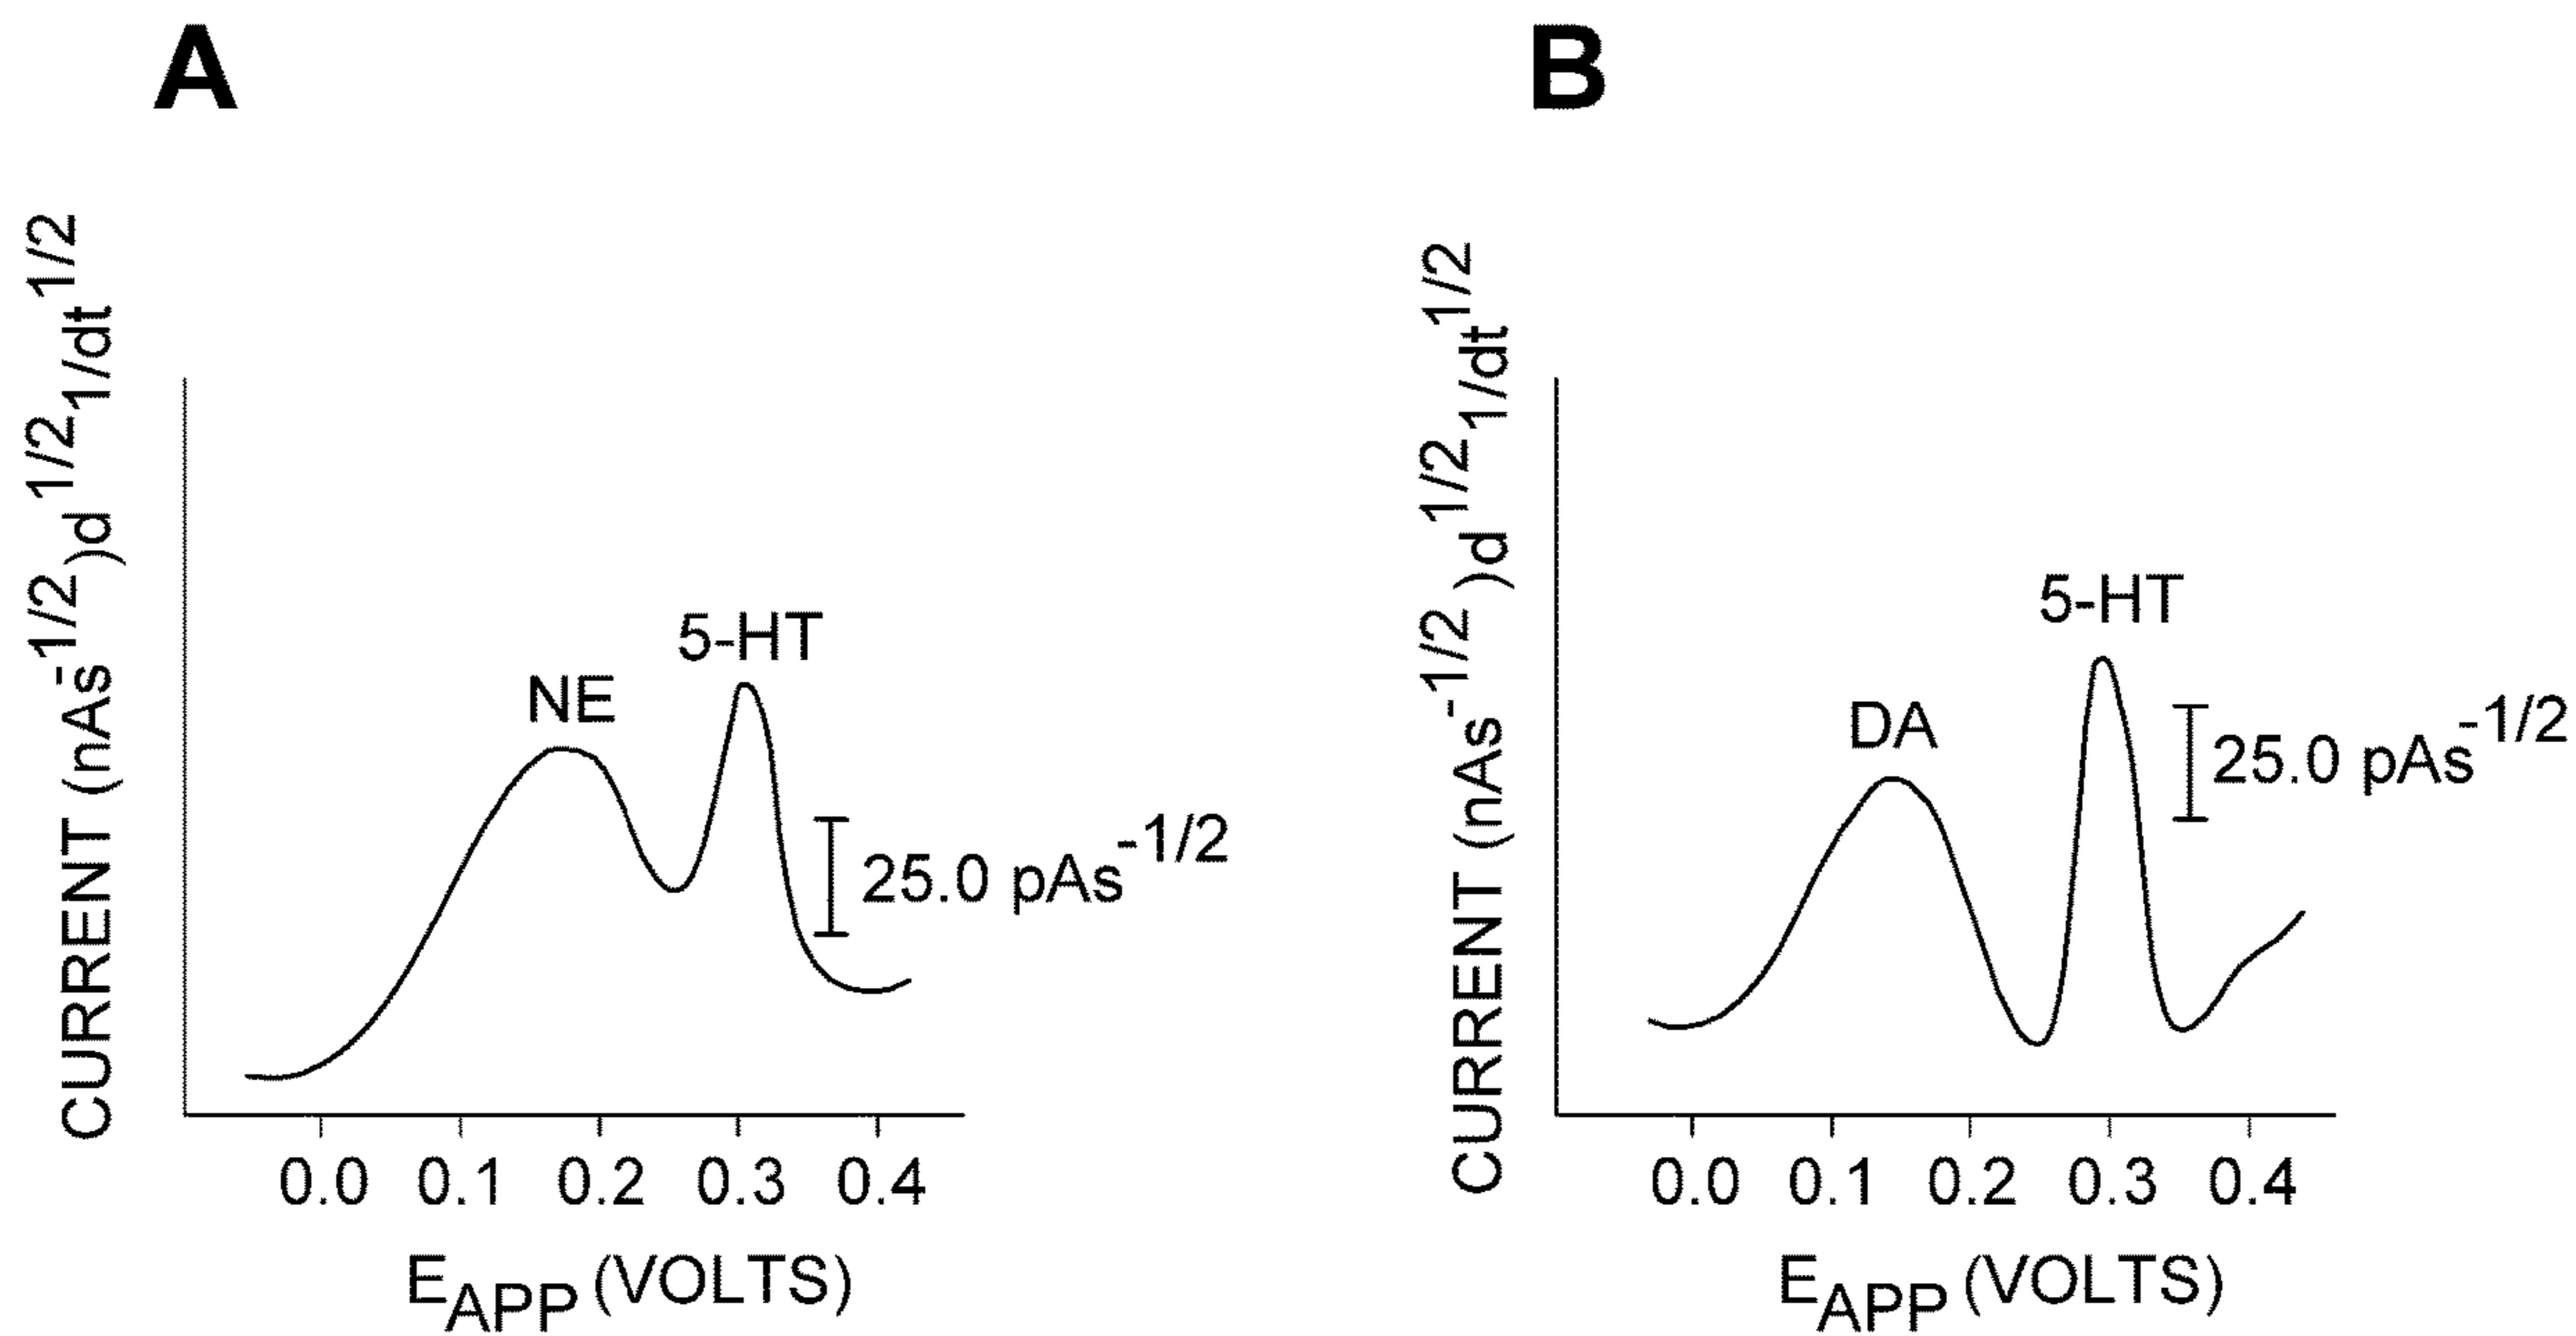 A
CURRENT (nAs-1/2)d1/21/dt1/2
NE
5-HT
25.0 pAs-1/2
0.0 0.1 0.2 0.3 0.4
EAPP (VOLTS)
B
CURRENT (nAs-1/2)d1/21/dt1/2
DA
5-HT
25.0 pAs-1/2
0.0 0.1 0.2 0.3 0.4
EAPP (VOLTS)